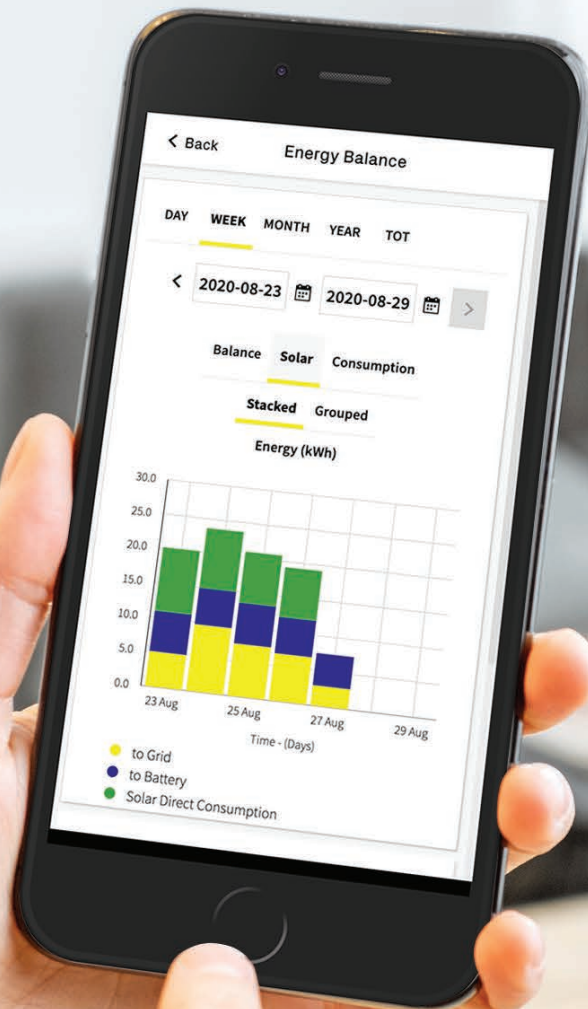 < Back Energy Balance
DAY WEEK MONTH YEAR TOT
< 2020-08-23 2020-08-29 >
Balance Solar Consumption
Stacked Grouped
Energy (kWh)
30.0
25.0
20.0
15.0
10.0
5.0
0.0
23 Aug 25 Aug 27 Aug 29 Aug
Time - (Days)
to Grid
to Battery
Solar Direct Consumption